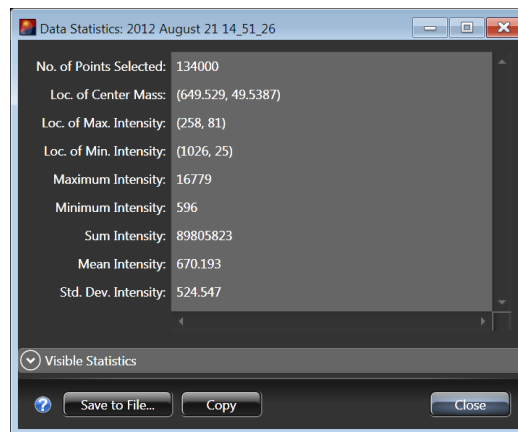 Data Statistics: 2012 August 21 14_51_26
No. of Points Selected: 134000
Loc. of Center Mass: (649.529, 49.5387)
Loc. of Max. Intensity: (258, 81)
Loc. of Min. Intensity: (1026, 25)
Maximum Intensity: 16779
Minimum Intensity: 596
Sum Intensity: 89805823
Mean Intensity: 670.193
Std. Dev. Intensity: 524.547
Visible Statistics
? Save to File... Copy Close